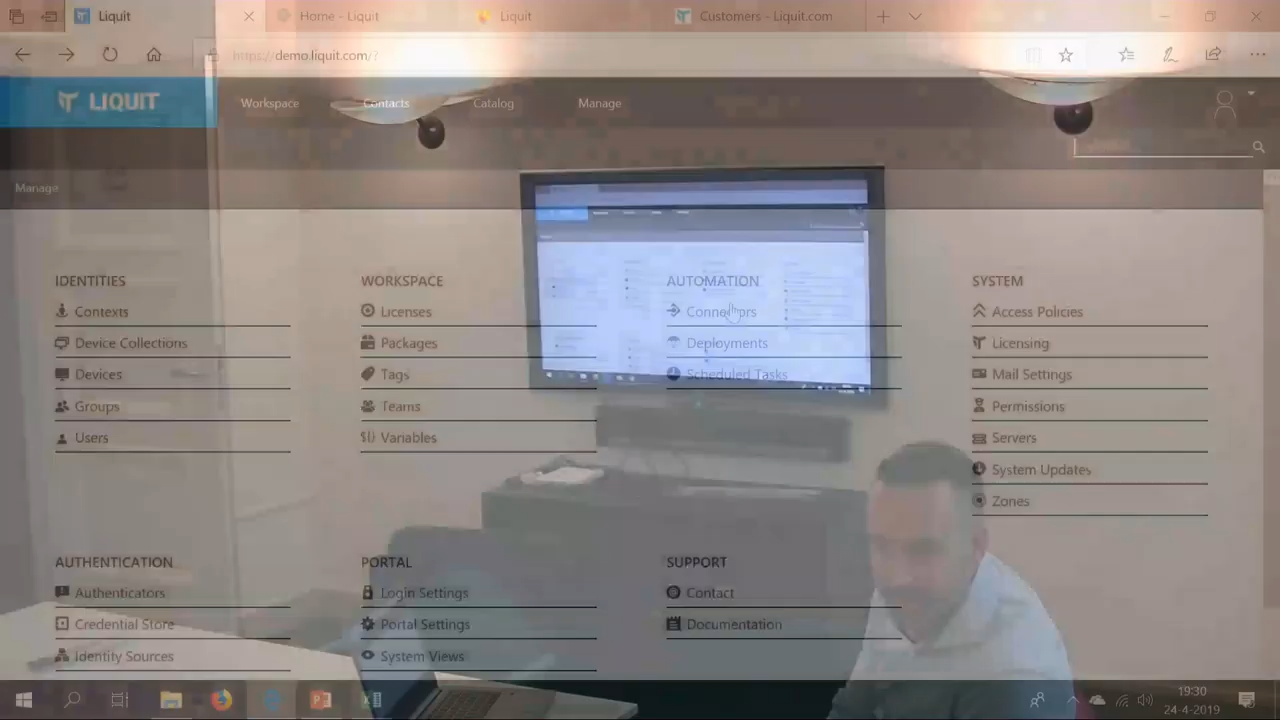 Liquit
Home - Liquit
Liquit
Customers - Liquit.com
https://demo.liquit.com/?
LIQUIT
Workspace
Contacts
Catalog
Manage
Manage
IDENTITIES
Contexts
Device Collections
Devices
Groups
Users
WORKSPACE
Licenses
Packages
Tags
Teams
Variables
AUTOMATION
Connectors
Deployments
Scheduled Tasks
SYSTEM
Access Policies
Licensing
Mail Settings
Permissions
Servers
System Updates
Zones
AUTHENTICATION
Authenticators
Credential Store
Identity Sources
PORTAL
Login Settings
Portal Settings
System Views
SUPPORT
Contact
Documentation
19:30
24-4-2019